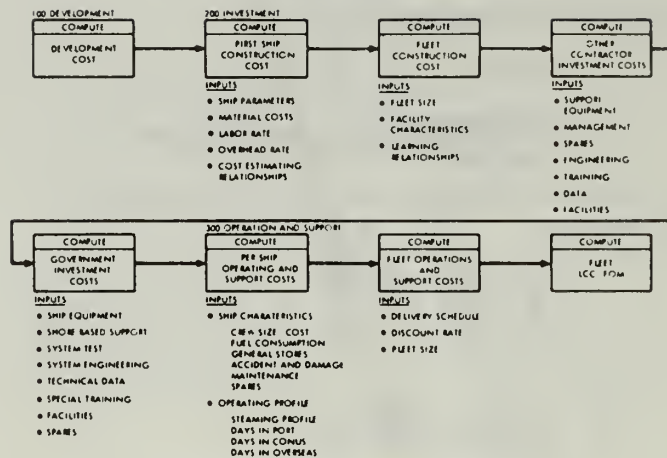 100 DEVELOPMENT
COMPUTE
DEVELOPMENT
COST
200 INVESTMENT
COMPUTE
FIRST SHIP
CONSTRUCTION
COST
INPUTS
• SHIP PARAMETERS
• MATERIAL COSTS
• LABOR RATE
• OVERHEAD RATE
• COST ESTIMATING
RELATIONSHIPS
COMPUTE
FLEET
CONSTRUCTION
COST
INPUTS
• FLEET SIZE
• FACILITY
CHARACTERISTICS
• LEARNING
RELATIONSHIPS
COMPUTE
OTHER
CONTRACTOR
INVESTMENT COSTS
INPUTS
• SUPPORT
EQUIPMENT
• MANAGEMENT
• SPARES
• ENGINEERING
• TRAINING
• DATA
• FACILITIES
COMPUTE
GOVERNMENT
INVESTMENT
COSTS
INPUTS
• SHIP EQUIPMENT
• SHORE BASED SUPPORT
• SYSTEM TEST
• SYSTEM ENGINEERING
• TECHNICAL DATA
• SPECIAL TRAINING
• FACILITIES
• SPARES
300 OPERATION AND SUPPORT
COMPUTE
PER SHIP
OPERATING AND
SUPPORT COSTS
INPUTS
• SHIP CHARATERISTICS
CREW SIZE COST
FUEL CONSUMPTION
GENERAL STORES
ACCIDENT AND DAMAGE
MAINTENANCE
SPARES
• OPERATING PROFILE
STEAMING PROFILE
DAYS IN PORT
DAYS IN CONUS
DAYS IN OVERSEAS
COMPUTE
FLEET OPERATIONS
AND
SUPPORT COSTS
INPUTS
• DELIVERY SCHEDULE
• DISCOUNT RATE
• FLEET SIZE
COMPUTE
FLEET
LCC FOM